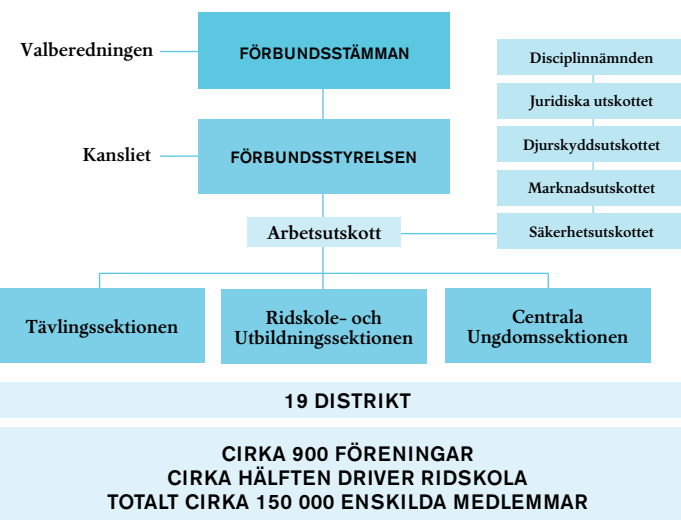 Valberedningen
FÖRBUNDSSTÄMMAN
Disciplinnämnden
Juridiska utskottet
Djurskyddsutskottet
Marknadsutskottet
Säkerhetsutskottet
Kansliet
FÖRBUNDSSTYRELSEN
Arbetsutskott
Tävlingssektionen
Ridskole- och
Utbildningssektionen
Centrala
Ungdomssektionen
19 DISTRIKT
CIRKA 900 FÖRENINGAR
CIRKA HÄLFTEN DRIVER RIDSKOLA
TOTALT CIRKA 150 000 ENSKILDA MEDLEMMAR